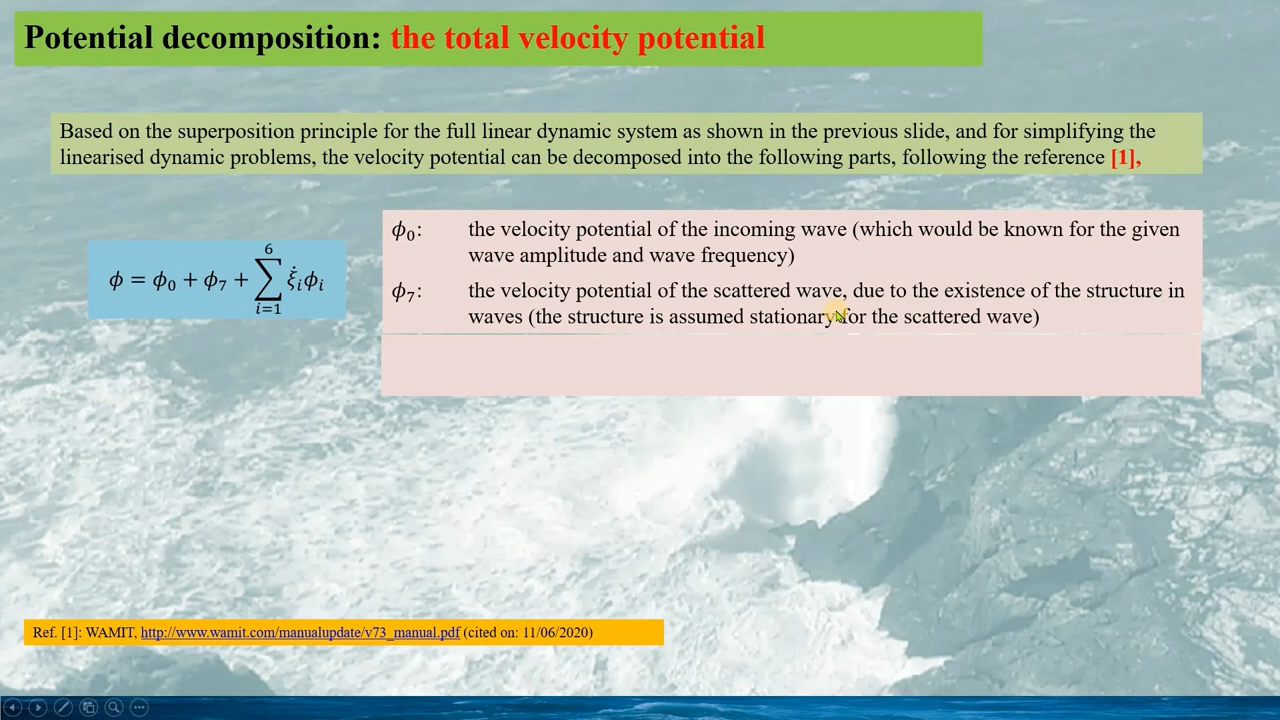 Potential decomposition: the total velocity potential
Based on the superposition principle for the full linear dynamic system as shown in the previous slide, and for simplifying the
linearised dynamic problems, the velocity potential can be decomposed into the following parts, following the reference [1],
ϕ = ϕ₀ + ϕ₇ + ∑_{i=1}^{6} ξ̇ᵢϕᵢ
ϕ₀: the velocity potential of the incoming wave (which would be known for the given
wave amplitude and wave frequency)
ϕ₇: the velocity potential of the scattered wave, due to the existence of the structure in
waves (the structure is assumed stationary for the scattered wave)
Ref. [1]: WAMIT, http://www.wamit.com/manualupdate/v73_manual.pdf (cited on: 11/06/2020)